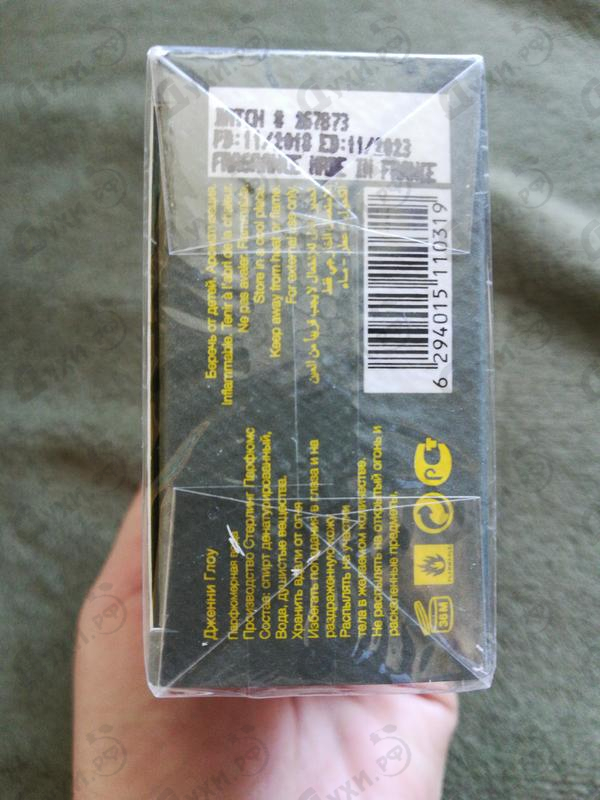 BATCH # 267873
PD:11/2018 ED:11/2023
FRAGRANCE MADE IN FRANCE
Беречь от детей.
Inflammable. Tenir à l'abri de la chaleur.
Ne pas avaler. Flammable.
Store in a cool place.
Keep away from heat or flame.
For external use only.
6 294015 110319
Дженни Глоу
Парфюмерная вода
Производство Стерлинг Парфюмс
Состав: спирт денатурированный,
Вода, душистые вещества.
Хранить вдали от огня
Избегать попадания в глаза и на
раздраженную кожу
Распылять на участки
тела в желаемом количестве.
Не распылять на открытый огонь и
раскаленные предметы.
36M
духи.рф